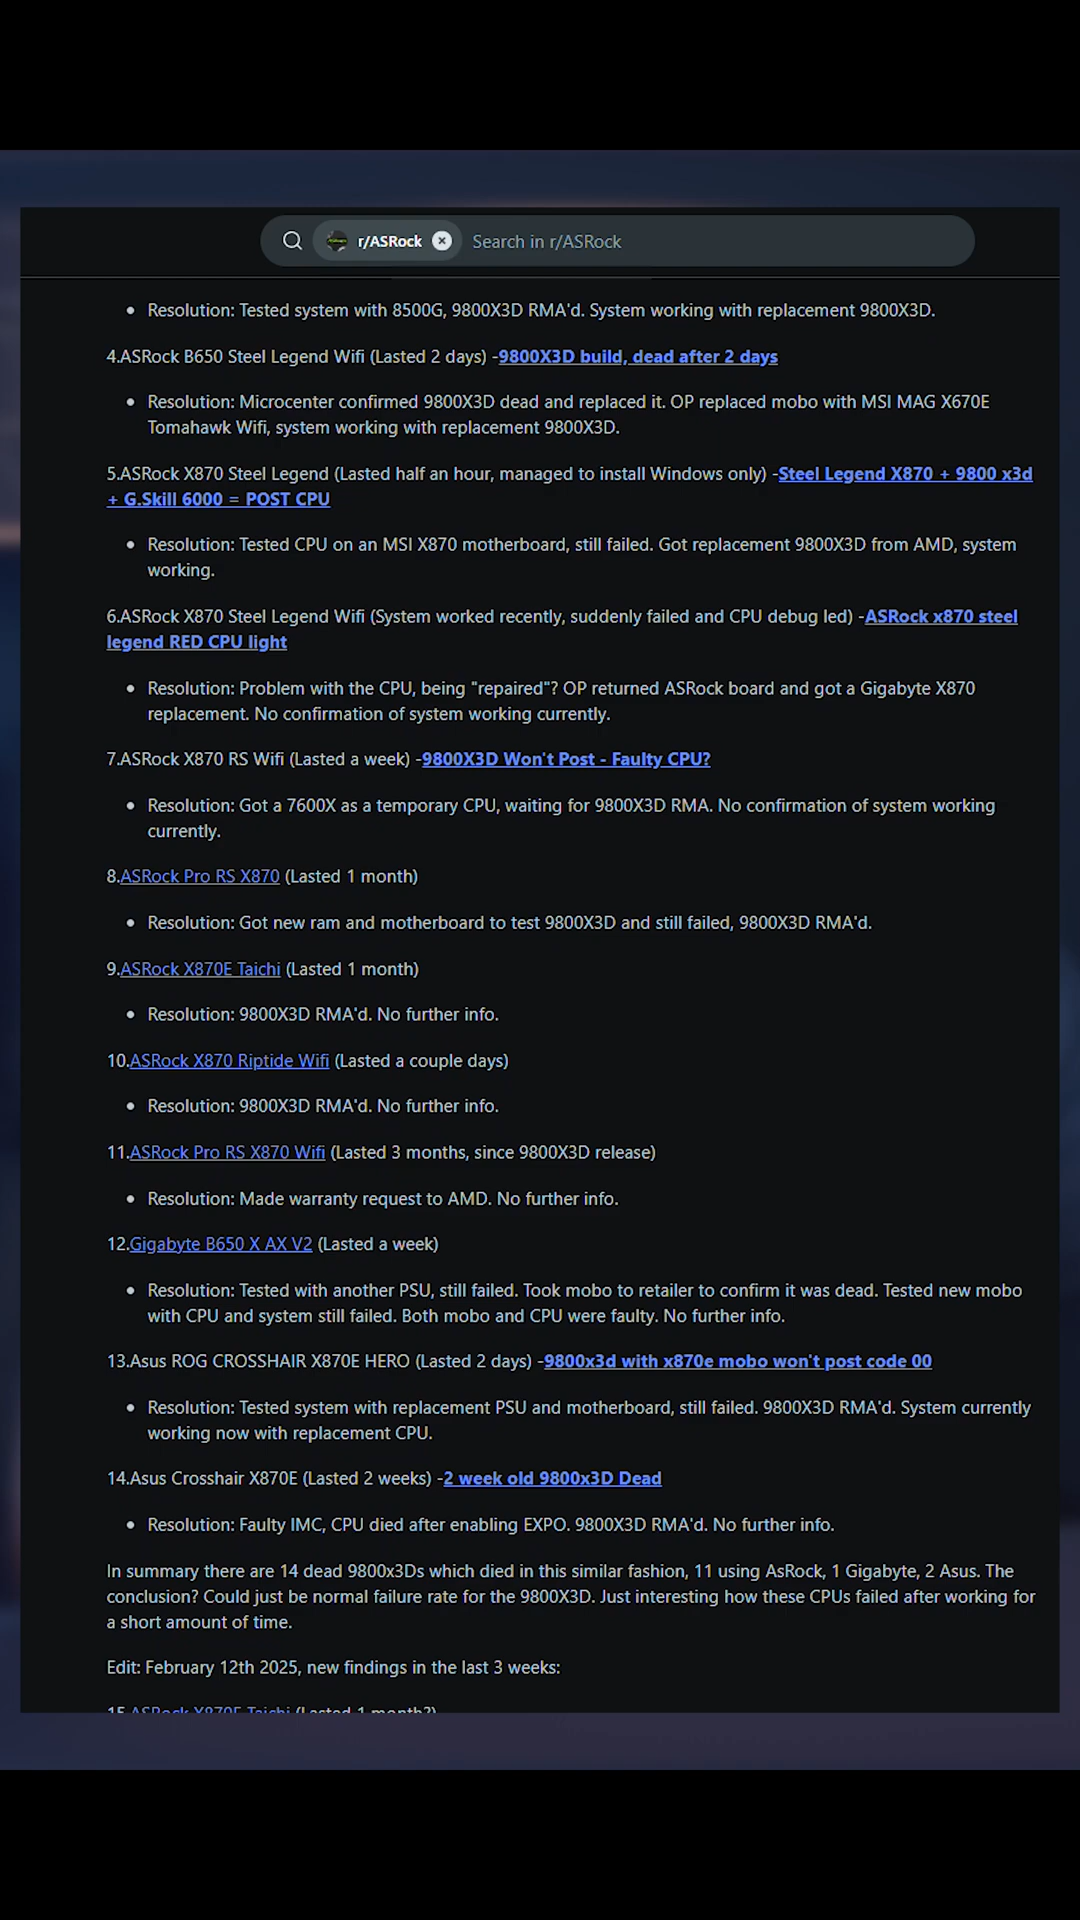 r/ASRock Search in r/ASRock
• Resolution: Tested system with 8500G, 9800X3D RMA'd. System working with replacement 9800X3D.
4.ASRock B650 Steel Legend Wifi (Lasted 2 days) -9800X3D build, dead after 2 days
• Resolution: Microcenter confirmed 9800X3D dead and replaced it. OP replaced mobo with MSI MAG X670E
Tomahawk Wifi, system working with replacement 9800X3D.
5.ASRock X870 Steel Legend (Lasted half an hour, managed to install Windows only) -Steel Legend X870 + 9800 x3d
+ G.Skill 6000 = POST CPU
• Resolution: Tested CPU on an MSI X870 motherboard, still failed. Got replacement 9800X3D from AMD, system
working.
6.ASRock X870 Steel Legend Wifi (System worked recently, suddenly failed and CPU debug led) -ASRock x870 steel
legend RED CPU light
• Resolution: Problem with the CPU, being "repaired"? OP returned ASRock board and got a Gigabyte X870
replacement. No confirmation of system working currently.
7.ASRock X870 RS Wifi (Lasted a week) -9800X3D Won't Post - Faulty CPU?
• Resolution: Got a 7600X as a temporary CPU, waiting for 9800X3D RMA. No confirmation of system working
currently.
8.ASRock Pro RS X870 (Lasted 1 month)
• Resolution: Got new ram and motherboard to test 9800X3D and still failed, 9800X3D RMA'd.
9.ASRock X870E Taichi (Lasted 1 month)
• Resolution: 9800X3D RMA'd. No further info.
10.ASRock X870 Riptide Wifi (Lasted a couple days)
• Resolution: 9800X3D RMA'd. No further info.
11.ASRock Pro RS X870 Wifi (Lasted 3 months, since 9800X3D release)
• Resolution: Made warranty request to AMD. No further info.
12.Gigabyte B650 X AX V2 (Lasted a week)
• Resolution: Tested with another PSU, still failed. Took mobo to retailer to confirm it was dead. Tested new mobo
with CPU and system still failed. Both mobo and CPU were faulty. No further info.
13.Asus ROG CROSSHAIR X870E HERO (Lasted 2 days) -9800x3d with x870e mobo won't post code 00
• Resolution: Tested system with replacement PSU and motherboard, still failed. 9800X3D RMA'd. System currently
working now with replacement CPU.
14.Asus Crosshair X870E (Lasted 2 weeks) -2 week old 9800x3D Dead
• Resolution: Faulty IMC, CPU died after enabling EXPO. 9800X3D RMA'd. No further info.
In summary there are 14 dead 9800x3Ds which died in this similar fashion, 11 using AsRock, 1 Gigabyte, 2 Asus. The
conclusion? Could just be normal failure rate for the 9800X3D. Just interesting how these CPUs failed after working for
a short amount of time.
Edit: February 12th 2025, new findings in the last 3 weeks:
15.ASRock X870E Taichi (Lasted 1 month?)